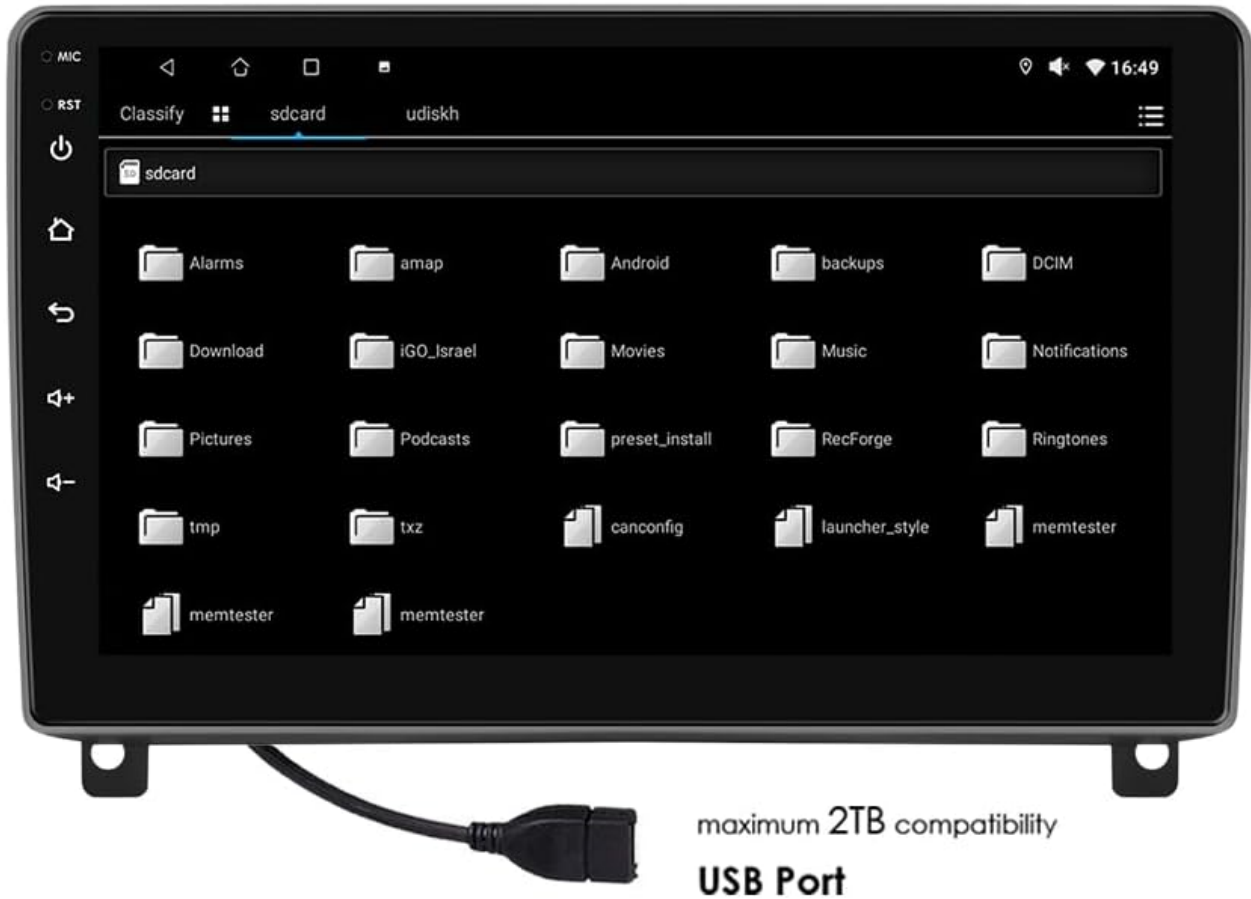 MIC
16:49
RST
Classify sdcard udiskh
SD sdcard
Alarms amap Android backups DCIM
Download iGO_Israel Movies Music Notifications
Pictures Podcasts preset_install RecForge Ringtones
tmp txz canconfig launcher_style memtester
memtester memtester
maximum 2TB compatibility
USB Port